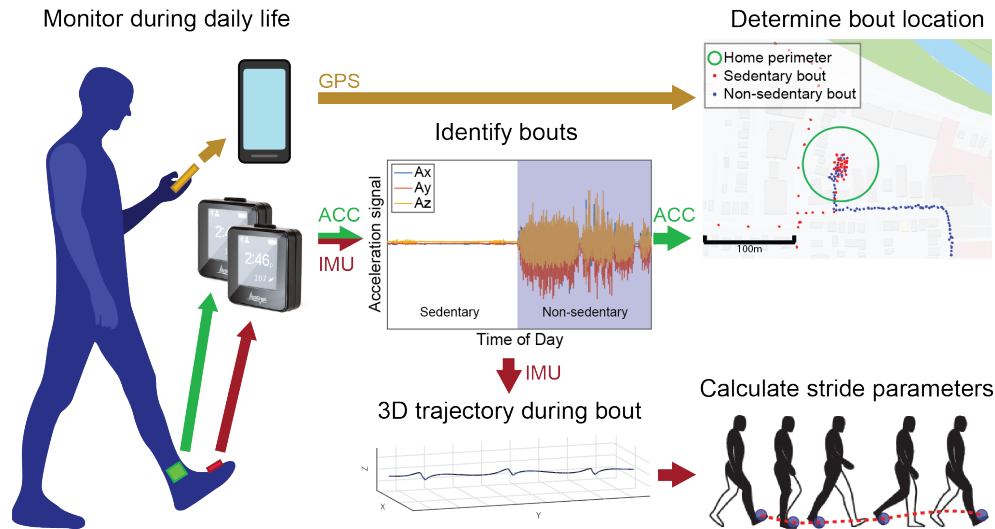 Monitor during daily life
Determine bout location
GPS
Home perimeter
Sedentary bout
Non-sedentary bout
100m
Identify bouts
Ax
Ay
Az
Acceleration signal
Sedentary
Non-sedentary
Time of Day
ACC
IMU
ACC
2:46
IMU
3D trajectory during bout
Z
X
Y
Calculate stride parameters